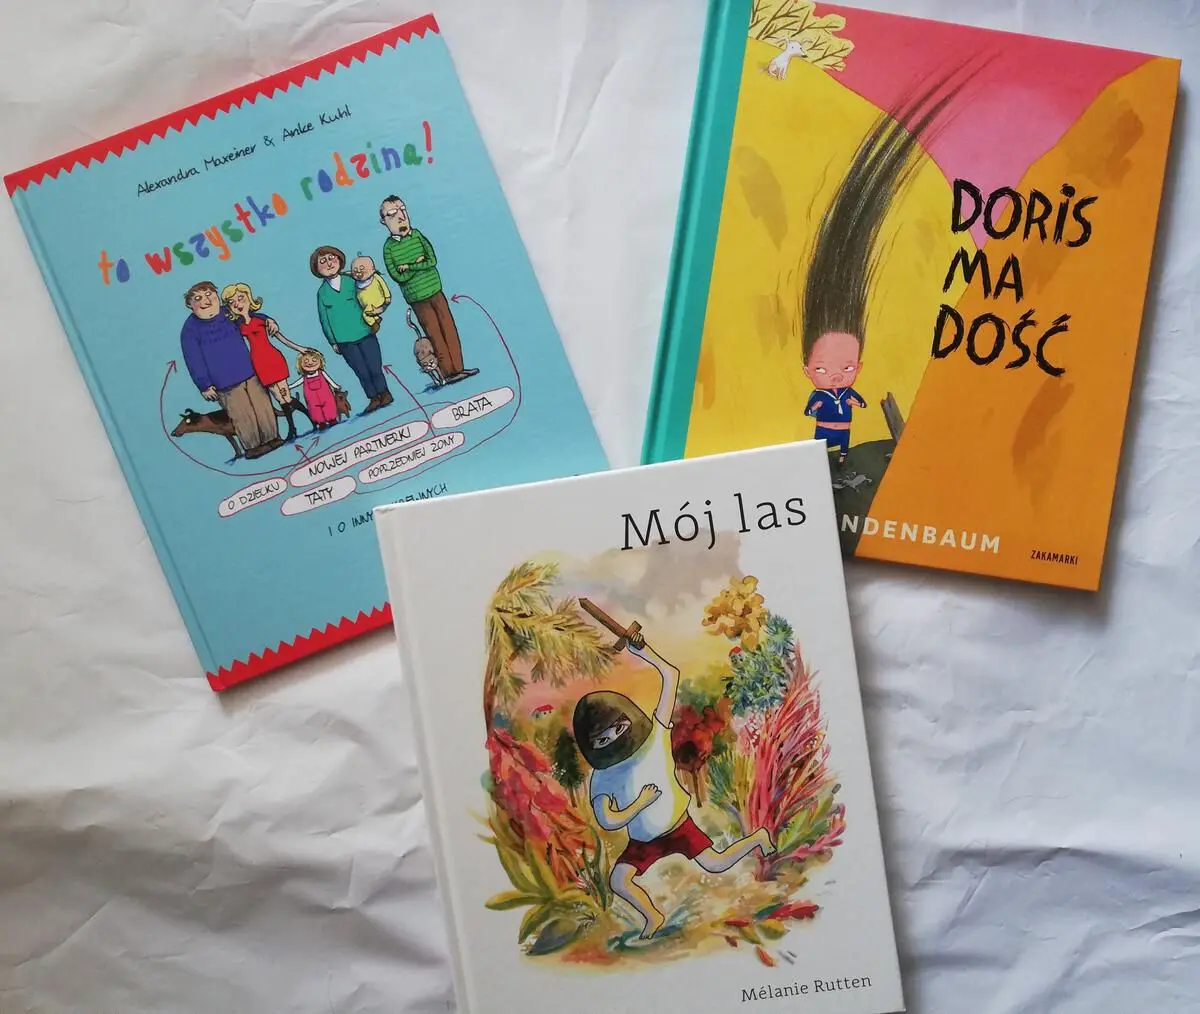 Alexandra Maxeiner & Anke Kuhl
to wszystko rodzina!
O DZIECKU
NOWEJ PARTNERKI
BRATA
TATY
POPRZEDNIEJ ŻONY
I O
DORIS
MA
DOŚĆ
NDENBAUM
ZAKAMARKI
Mój las
Mélanie Rutten